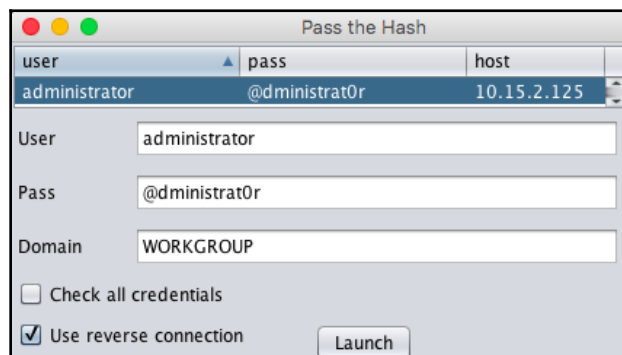 Pass the Hash
user pass host
administrator @dministrat0r 10.15.2.125
User administrator
Pass @dministrat0r
Domain WORKGROUP
Check all credentials
Use reverse connection Launch